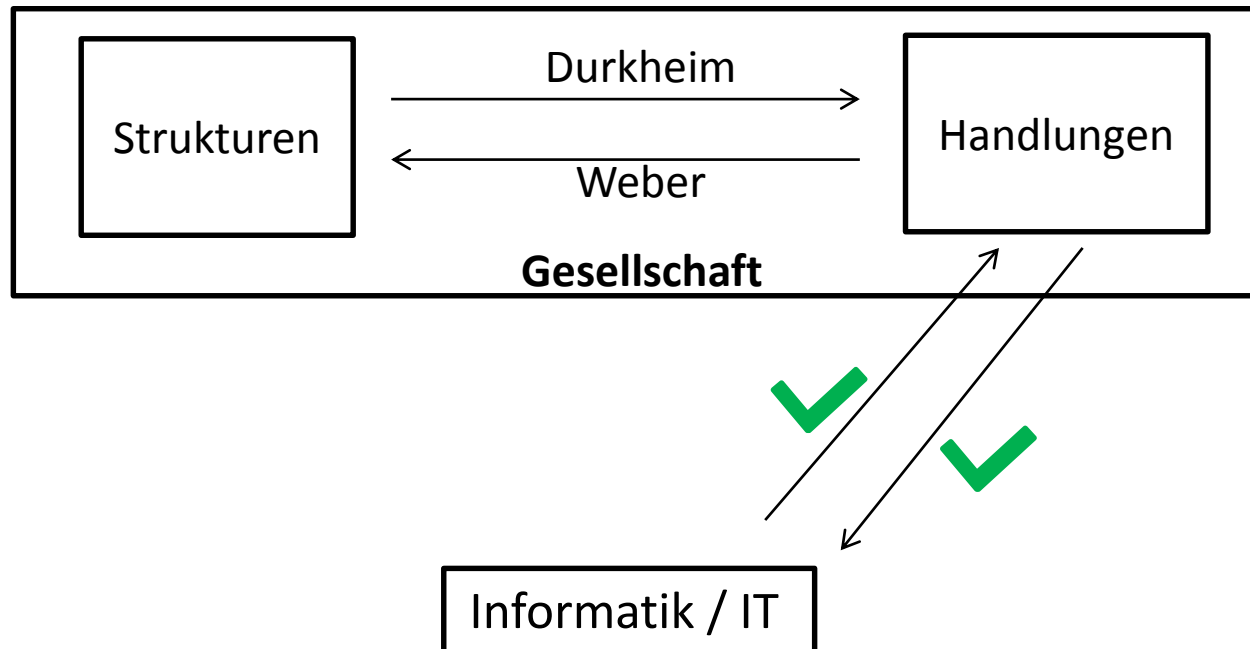 Durkheim
Strukturen
Handlungen
Weber
Gesellschaft
Informatik / IT